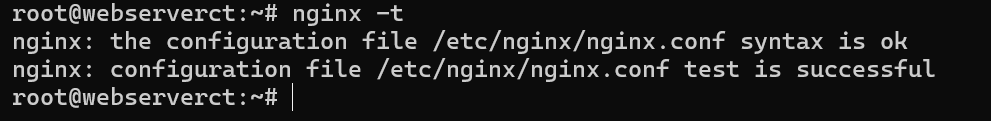 root@webserverct:~# nginx -t
nginx: the configuration file /etc/nginx/nginx.conf syntax is ok
nginx: configuration file /etc/nginx/nginx.conf test is successful
root@webserverct:~#